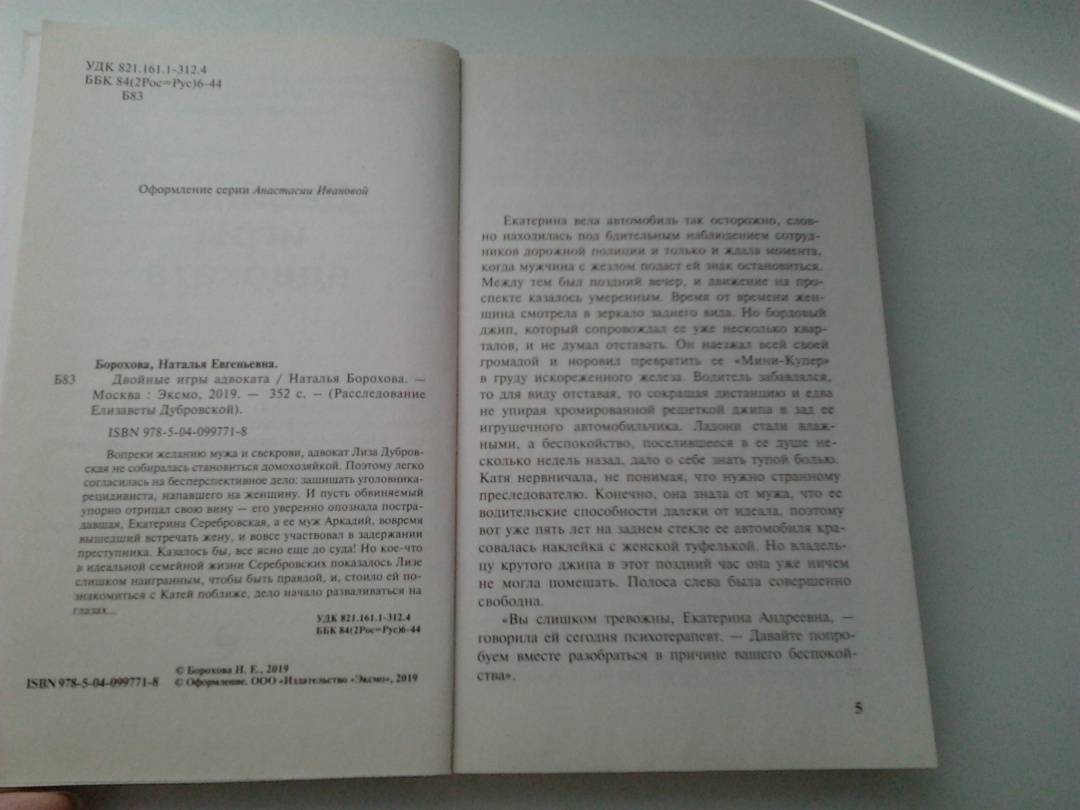 УДК 821.161.1-312.4
ББК 84(2Рос=Рус)6-44
Б83
Оформление серии Анастасии Ивановой
Борохова, Наталья Евгеньевна.
Б83 Двойные игры адвоката / Наталья Борохова. —
Москва : Эксмо, 2019. — 352 с. — (Расследование
Елизаветы Дубровской).
ISBN 978-5-04-099771-8
Вопреки желанию мужа и свекрови, адвокат Лиза Дубров-
ская не собиралась становиться домохозяйкой. Поэтому легко
согласилась на бесперспективное дело: защищать уголовника-
рецидивиста, напавшего на женщину. И пусть обвиняемый
упорно отрицал свою вину — его уверенно опознала постра-
давшая, Екатерина Серебровская, а ее муж Аркадий, вовремя
вышедший встречать жену, и вовсе участвовал в задержании
преступника. Казалось бы, все ясно еще до суда! Но кое-что
в идеальной семейной жизни Серебровских показалось Лизе
слишком наигранным, чтобы быть правдой, и, стоило ей по-
знакомиться с Катей поближе, дело начало разваливаться на
глазах...
УДК 821.161.1-312.4
ББК 84(2Рос=Рус)6-44
© Борохова Н. Е., 2019
ISBN 978-5-04-099771-8 © Оформление. ООО «Издательство «Эксмо», 2019
Екатерина вела автомобиль так осторожно, слов-
но находилась под бдительным наблюдением сотруд-
ников дорожной полиции и только и ждала момента,
когда мужчина с жезлом подаст ей знак остановиться.
Между тем был поздний вечер, и движение на про-
спекте казалось умеренным. Время от времени жен-
щина смотрела в зеркало заднего вида. Но бордовый
джип, который сопровождал ее уже несколько квар-
талов, и не думал отставать. Он наезжал всей своей
громадой и норовил превратить ее «Мини-Купер»
в груду искореженного железа. Водитель забавлялся,
то для виду отставая, то сокращая дистанцию и едва
не упирая хромированной решеткой джипа в зад ее
игрушечного автомобильчика. Ладони стали влаж-
ными, а беспокойство, поселившееся в ее душе не-
сколько недель назад, дало о себе знать тупой болью.
Катя нервничала, не понимая, что нужно странному
преследователю. Конечно, она знала от мужа, что ее
водительские способности далеки от идеала, поэтому
вот уже пять лет на заднем стекле ее автомобиля кра-
совалась наклейка с женской туфелькой. Но владель-
цу крутого джипа в этот поздний час она уже ничем
не могла помешать. Полоса слева была совершенно
свободна.
«Вы слишком тревожны, Екатерина Андреевна, —
говорила ей сегодня психотерапевт. — Давайте попро-
буем вместе разобраться в причине вашего беспокой-
ства».
5